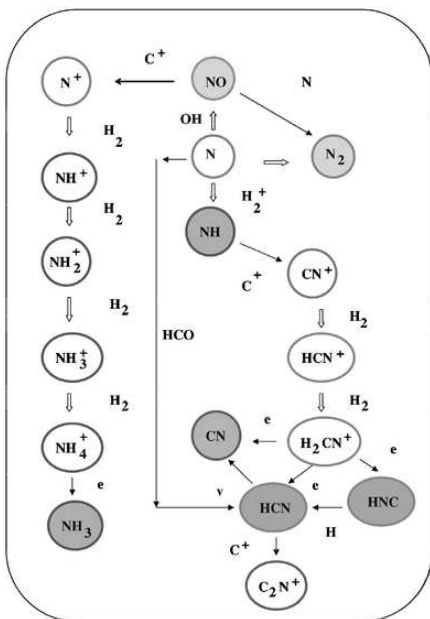 C+
N+
NO
N
H2
OH
N
N2
NH+
H2+
H2
NH
NH2+
C+
CN+
H2
H2
HCO
NH3+
HCN+
H2
H2
CN
e
H2CN+
NH4+
e
e
v
e
HCN
HNC
NH3
H
C+
C2N+